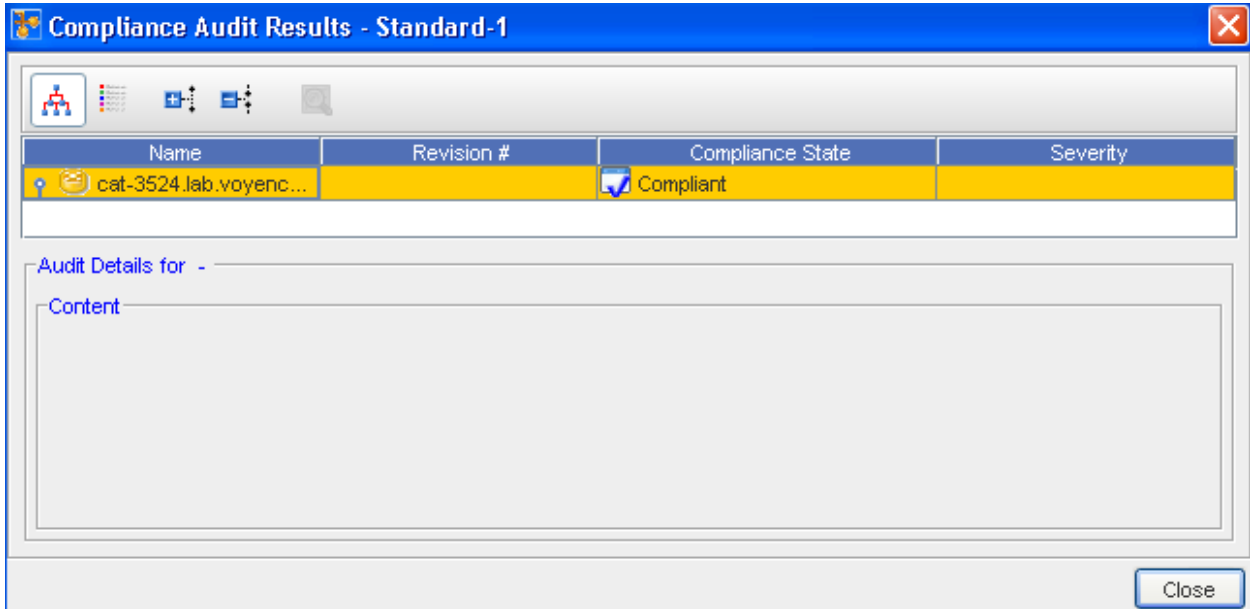 Compliance Audit Results - Standard-1
Name Revision # Compliance State Severity
cat-3524.lab.voyenc... Compliant
Audit Details for -
Content
Close